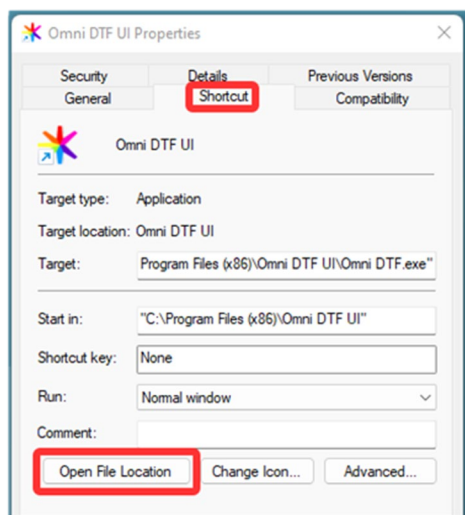 Omni DTF UI Properties
Security Details Previous Versions
General Shortcut Compatibility
Omni DTF UI
Target type: Application
Target location: Omni DTF UI
Target: Program Files (x86)\Omni DTF UI\Omni DTF.exe"
Start in: "C:\Program Files (x86)\Omni DTF UI"
Shortcut key: None
Run: Normal window
Comment:
Open File Location Change Icon... Advanced...